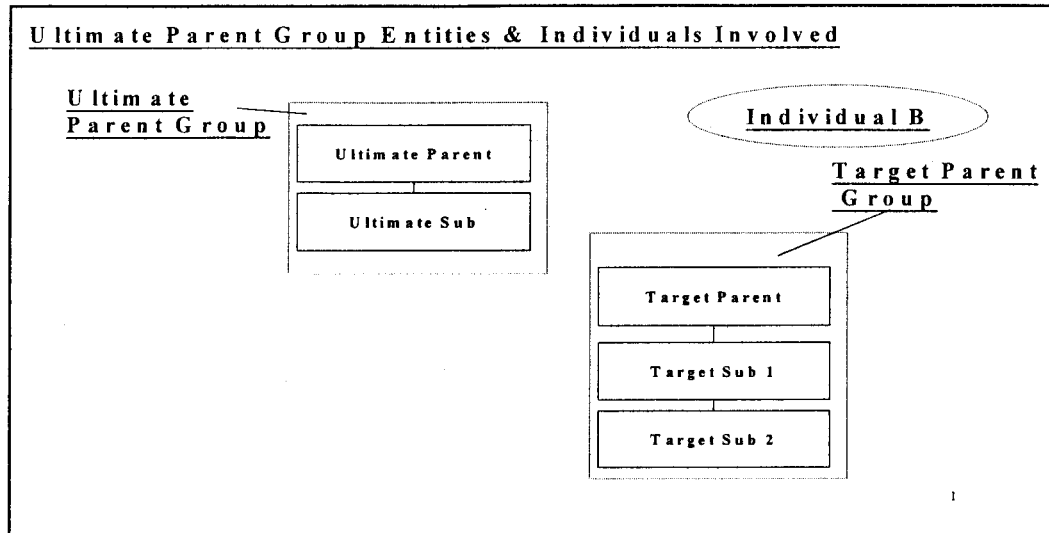 Ultimate Parent Group Entities & Individuals Involved
Ultimate
Parent Group
Ultimate Parent
Ultimate Sub
Individual B
Target Parent
Group
Target Parent
Target Sub 1
Target Sub 2
1